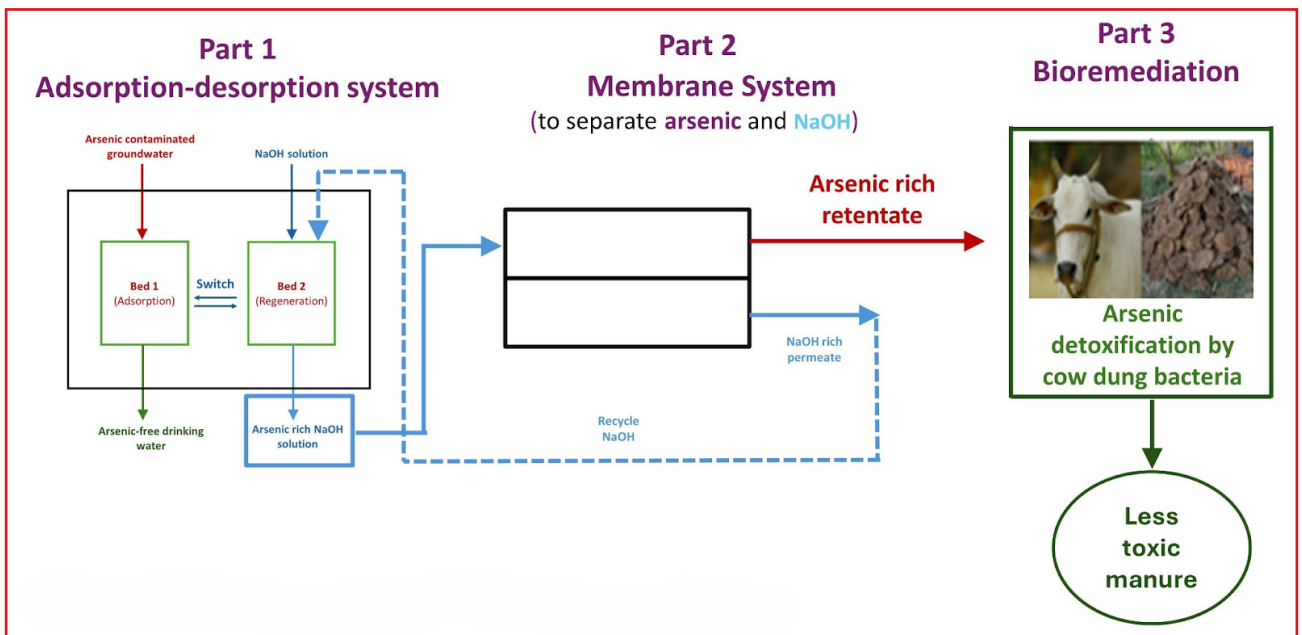 Part 1
Adsorption-desorption system
Arsenic contaminated
groundwater
NaOH solution
Bed 1
(Adsorption)
Switch
Bed 2
(Regeneration)
Arsenic-free drinking
water
Arsenic rich NaOH
solution
Part 2
Membrane System
(to separate arsenic and NaOH)
Arsenic rich
retentate
NaOH rich
permeate
Recycle
NaOH
Part 3
Bioremediation
Arsenic
detoxification by
cow dung bacteria
Less
toxic
manure